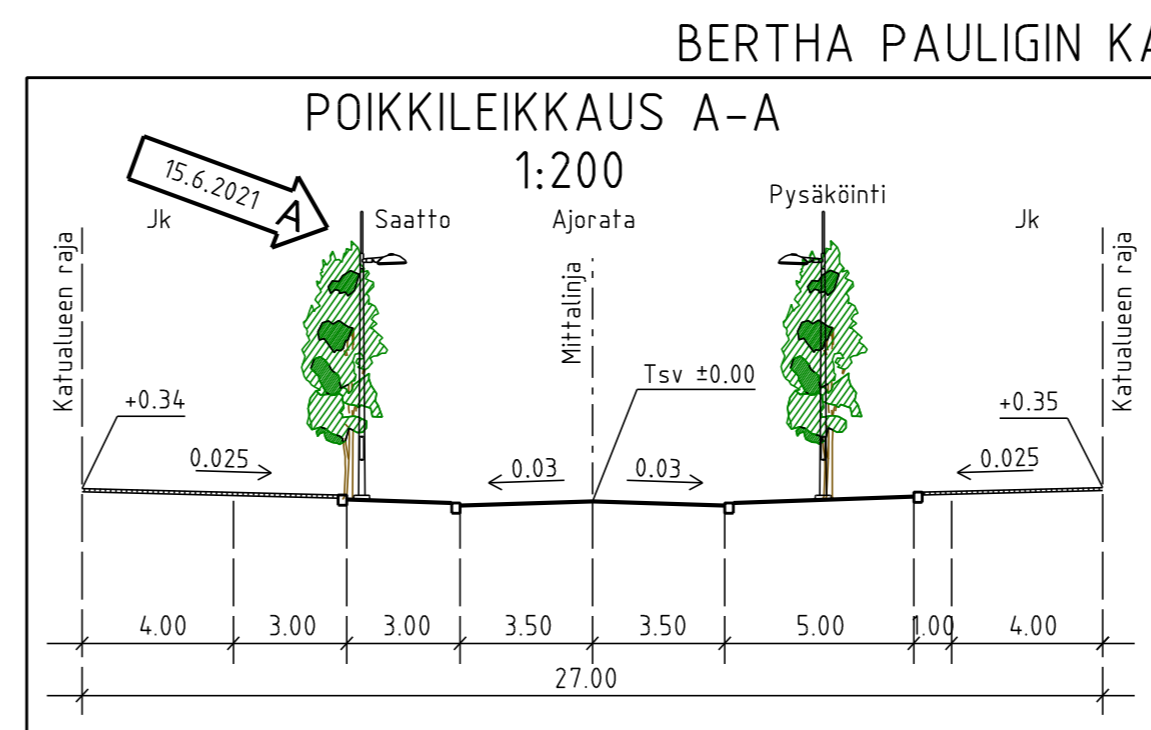 BERTHA PAULIGIN KA
POIKKILEIKKAUS A-A
1:200
15.6.2021 A
Jk
Saatto
Ajorata
Pysäköinti
Jk
Katualueen raja
Mittalinja
Katualueen raja
Tsv ±0.00
+0.34
+0.35
0.025
0.03
0.03
0.025
4.00 3.00 3.00 3.50 3.50 5.00 1.00 4.00
27.00